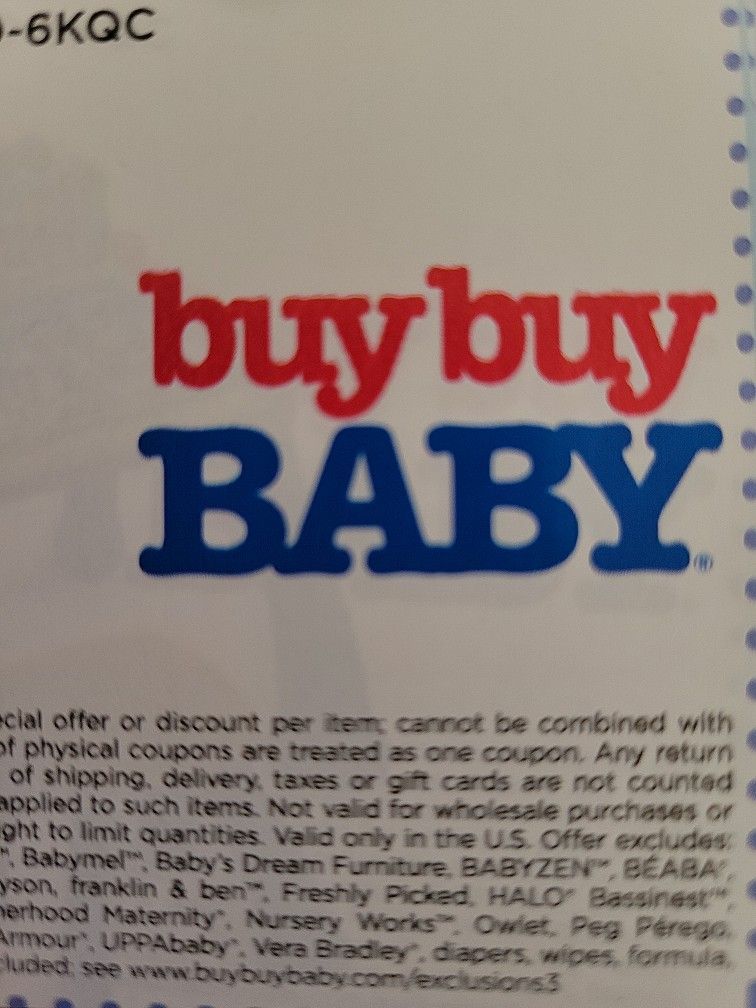 -6KQC
buy buy
BABY®
ecial offer or discount per item; cannot be combined with
of physical coupons are treated as one coupon. Any return
of shipping, delivery, taxes or gift cards are not counted
applied to such items. Not valid for wholesale purchases or
ght to limit quantities. Valid only in the U.S. Offer excludes:
™, Babymel™, Baby's Dream Furniture, BABYZEN™, BÉABA®,
yson, franklin & ben™, Freshly Picked, HALO® Bassinest™,
herhood Maternity®, Nursery Works™, Owlet, Peg Pérego,
Armour®, UPPAbaby®, Vera Bradley®, diapers, wipes, formula,
cluded; see www.buybuybaby.com/exclusions3